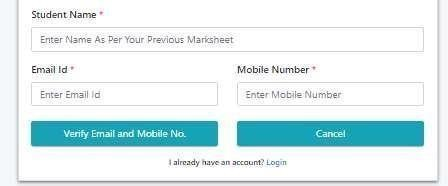 Student Name *
Enter Name As Per Your Previous Marksheet
Email Id * Mobile Number *
Enter Email Id Enter Mobile Number
Verify Email and Mobile No. Cancel
I already have an account? Login